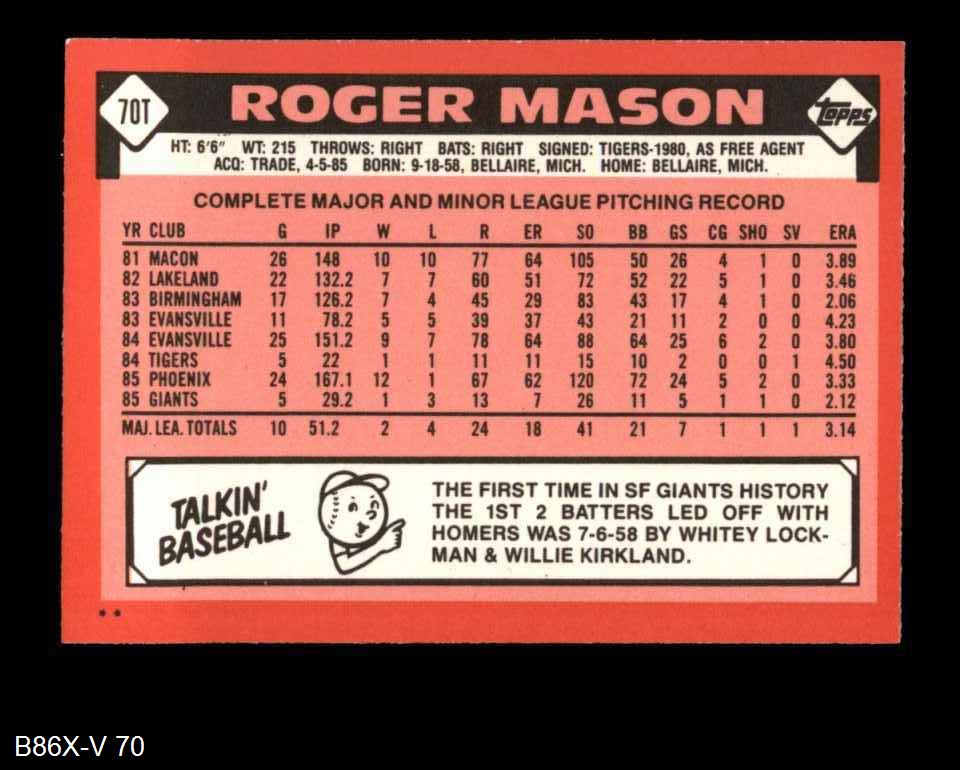 70T
ROGER MASON
TOPPS
HT: 6'6" WT: 215 THROWS: RIGHT BATS: RIGHT SIGNED: TIGERS-1980, AS FREE AGENT
ACQ: TRADE, 4-5-85 BORN: 9-18-58, BELLAIRE, MICH. HOME: BELLAIRE, MICH.
COMPLETE MAJOR AND MINOR LEAGUE PITCHING RECORD
YR CLUB G IP W L R ER SO BB GS CG SHO SV ERA
81 MACON 26 148 10 10 77 64 105 50 26 4 1 0 3.89
82 LAKELAND 22 132.2 7 7 60 51 72 52 22 5 1 0 3.46
83 BIRMINGHAM 17 126.2 7 4 45 29 83 43 17 4 1 0 2.06
83 EVANSVILLE 11 78.2 5 5 39 37 43 21 11 2 0 0 4.23
84 EVANSVILLE 25 151.2 9 7 78 64 88 64 25 6 2 0 3.80
84 TIGERS 5 22 1 1 11 11 15 10 2 0 0 1 4.50
85 PHOENIX 24 167.1 12 1 67 62 120 72 24 5 2 0 3.33
85 GIANTS 5 29.2 1 3 13 7 26 11 5 1 1 0 2.12
MAJ. LEA. TOTALS 10 51.2 2 4 24 18 41 21 7 1 1 1 3.14
TALKIN'
BASEBALL
THE FIRST TIME IN SF GIANTS HISTORY
THE 1ST 2 BATTERS LED OFF WITH
HOMERS WAS 7-6-58 BY WHITEY LOCK-
MAN & WILLIE KIRKLAND.
* *
B86X-V 70